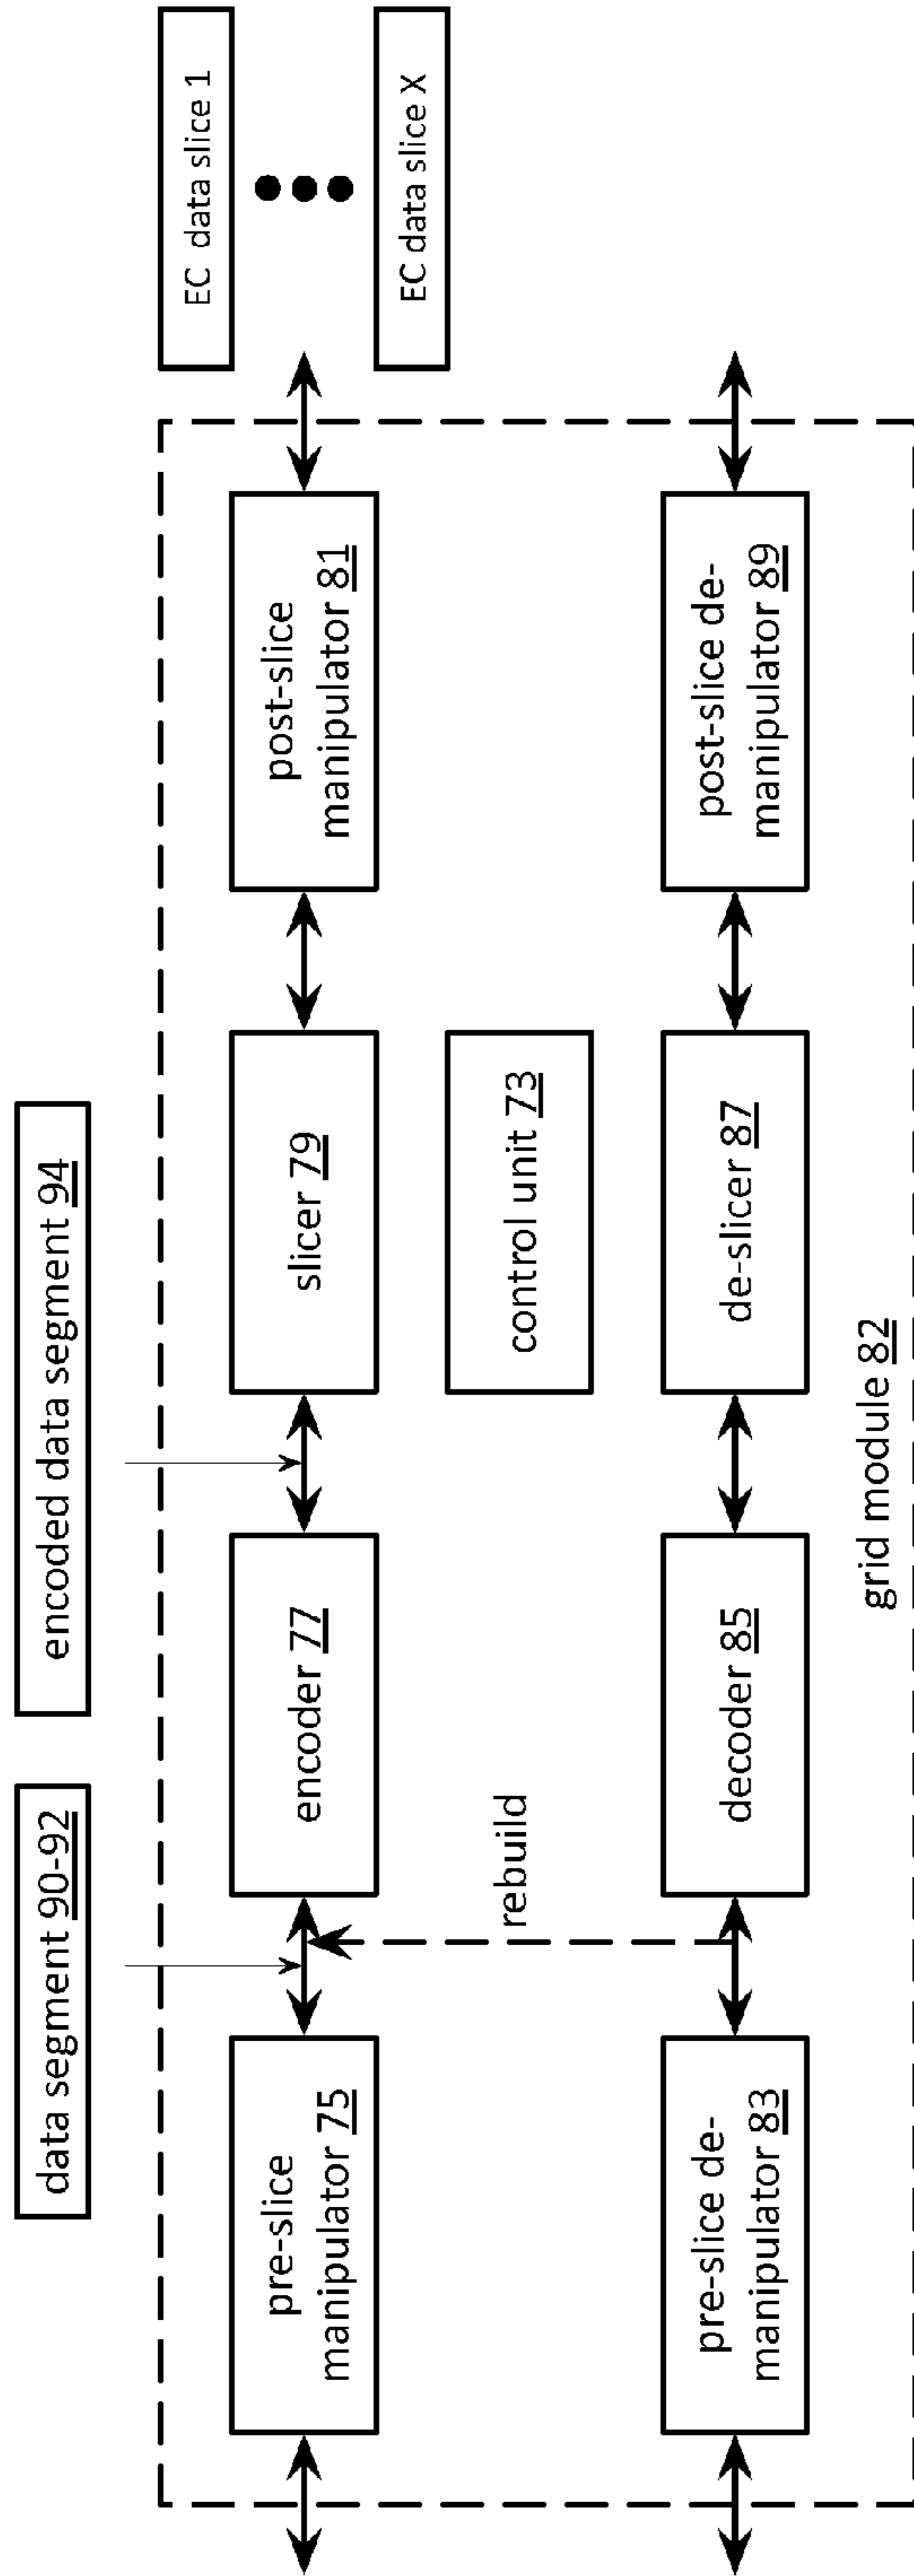 data segment 90-92
encoded data segment 94
EC data slice 1
EC data slice X
pre-slice
manipulator 75
encoder 77
slicer 79
post-slice
manipulator 81
rebuild
control unit 73
pre-slice de-
manipulator 83
decoder 85
de-slicer 87
post-slice de-
manipulator 89
grid module 82